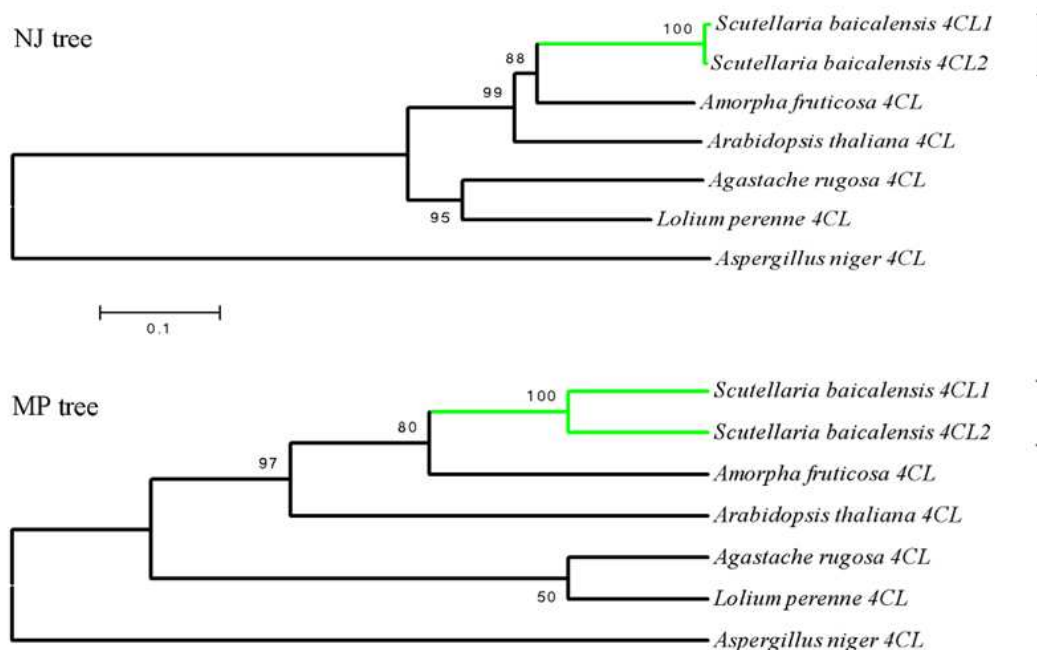 NJ tree
100
Scutellaria baicalensis 4CL1
Scutellaria baicalensis 4CL2
88
Amorpha fruticosa 4CL
99
Arabidopsis thaliana 4CL
Agastache rugosa 4CL
95
Lolium perenne 4CL
Aspergillus niger 4CL
0.1
MP tree
100
Scutellaria baicalensis 4CL1
Scutellaria baicalensis 4CL2
80
Amorpha fruticosa 4CL
97
Arabidopsis thaliana 4CL
Agastache rugosa 4CL
50
Lolium perenne 4CL
Aspergillus niger 4CL